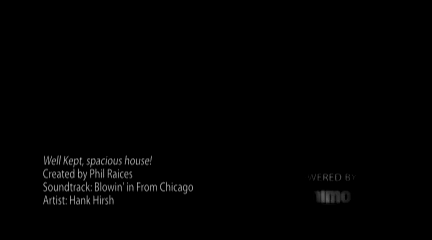 Well Kept, spacious house!
Created by Phil Raices
Soundtrack: Blowin' in From Chicago
Artist: Hank Hirsh